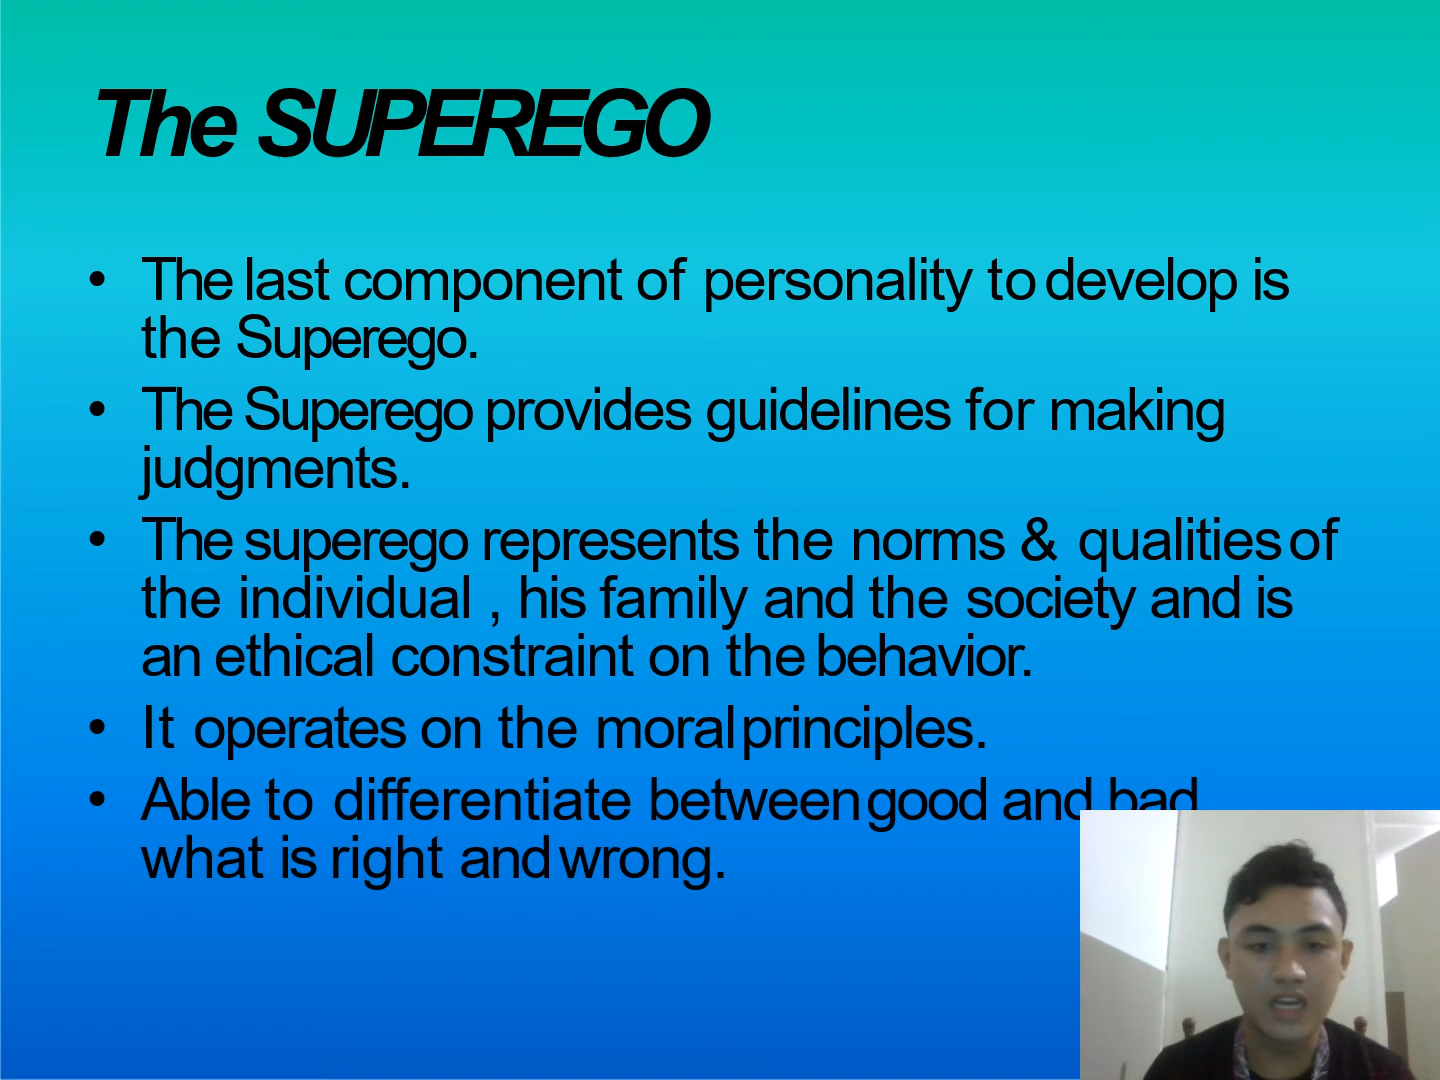 The SUPEREGO
• The last component of personality to develop is
the Superego.
• The Superego provides guidelines for making
judgments.
• The superego represents the norms & qualities of
the individual , his family and the society and is
an ethical constraint on the behavior.
• It operates on the moral principles.
• Able to differentiate between good and bad
what is right and wrong.